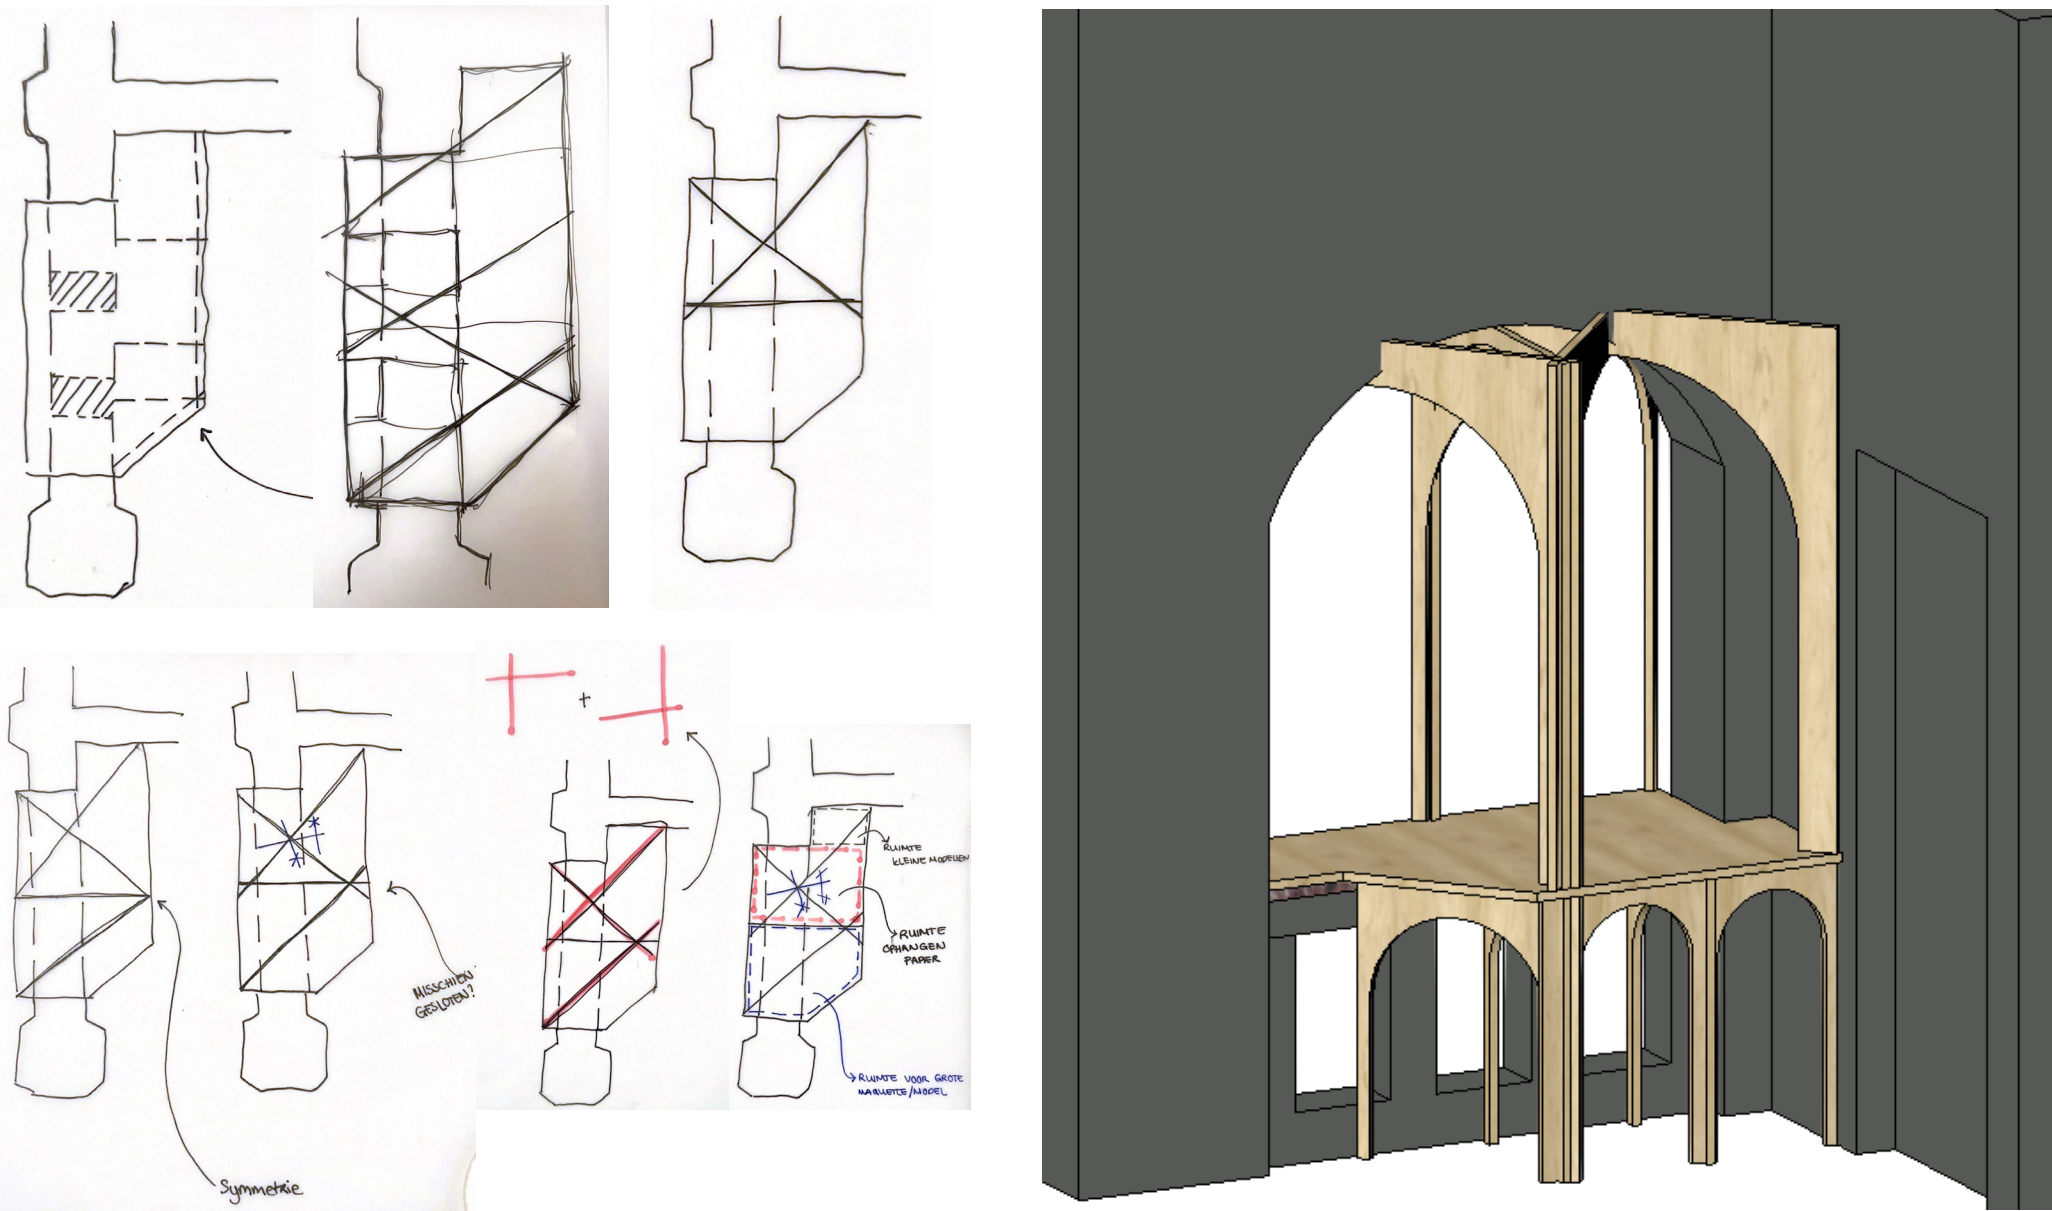 RUIMTE
KLEINE MODELLEN
RUIMTE
OPHANGEN
PAPIER
MISSCHIEN
GESLOTEN?
RUIMTE VOOR GROTE
MAQUETTE/MODEL
Symmetrie